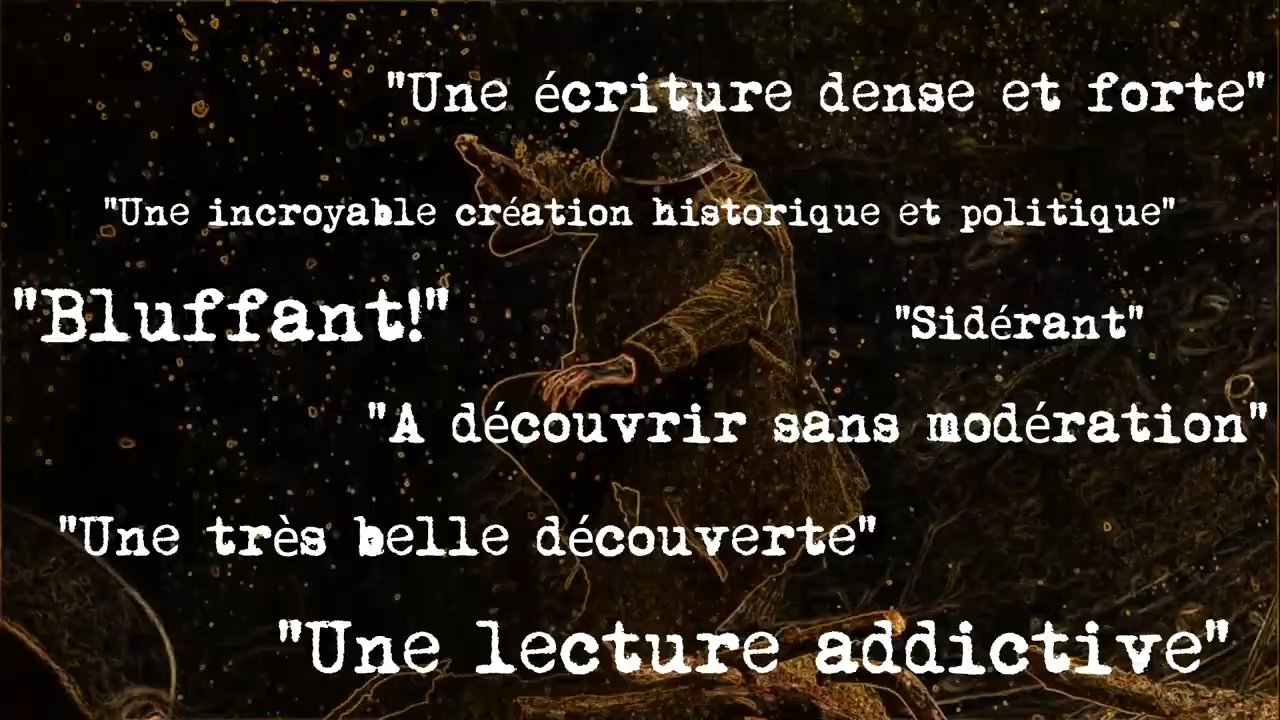 "Une écriture dense et forte"
"Une incroyable création historique et politique"
"Bluffant!"
"Sidérant"
"A découvrir sans modération"
"Une très belle découverte"
"Une lecture addictive"